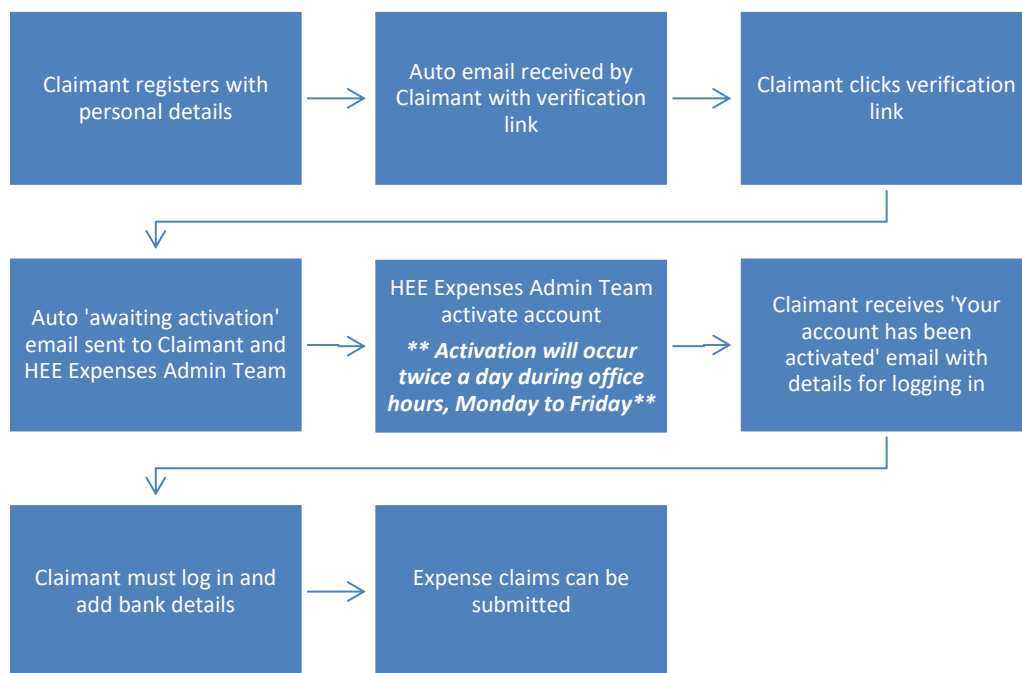 Claimant registers with
personal details
Auto email received by
Claimant with verification
link
Claimant clicks verification
link
Auto 'awaiting activation'
email sent to Claimant and
HEE Expenses Admin Team
HEE Expenses Admin Team
activate account
** Activation will occur
twice a day during office
hours, Monday to Friday**
Claimant receives 'Your
account has been
activated' email with
details for logging in
Claimant must log in and
add bank details
Expense claims can be
submitted